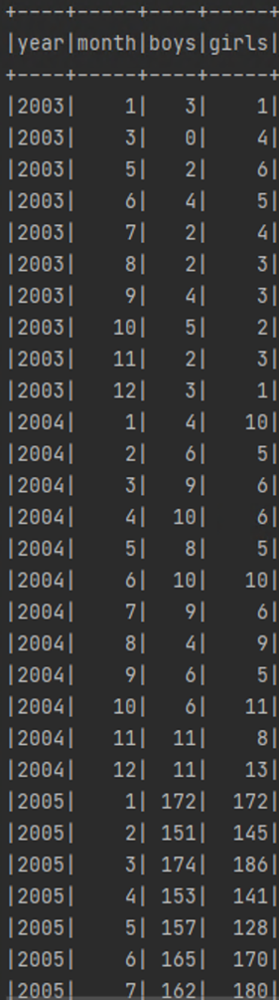 +----+-----+----+-----+
|year|month|boys|girls|
+----+-----+----+-----+
|2003|    1|   3|    1|
|2003|    3|   0|    4|
|2003|    5|   2|    6|
|2003|    6|   4|    5|
|2003|    7|   2|    4|
|2003|    8|   2|    3|
|2003|    9|   4|    3|
|2003|   10|   5|    2|
|2003|   11|   2|    3|
|2003|   12|   3|    1|
|2004|    1|   4|   10|
|2004|    2|   6|    5|
|2004|    3|   9|    6|
|2004|    4|  10|    6|
|2004|    5|   8|    5|
|2004|    6|  10|   10|
|2004|    7|   9|    6|
|2004|    8|   4|    9|
|2004|    9|   6|    5|
|2004|   10|   6|   11|
|2004|   11|  11|    8|
|2004|   12|  11|   13|
|2005|    1| 172|  172|
|2005|    2| 151|  145|
|2005|    3| 174|  186|
|2005|    4| 153|  141|
|2005|    5| 157|  128|
|2005|    6| 165|  170|
|2005|    7| 162|  180|